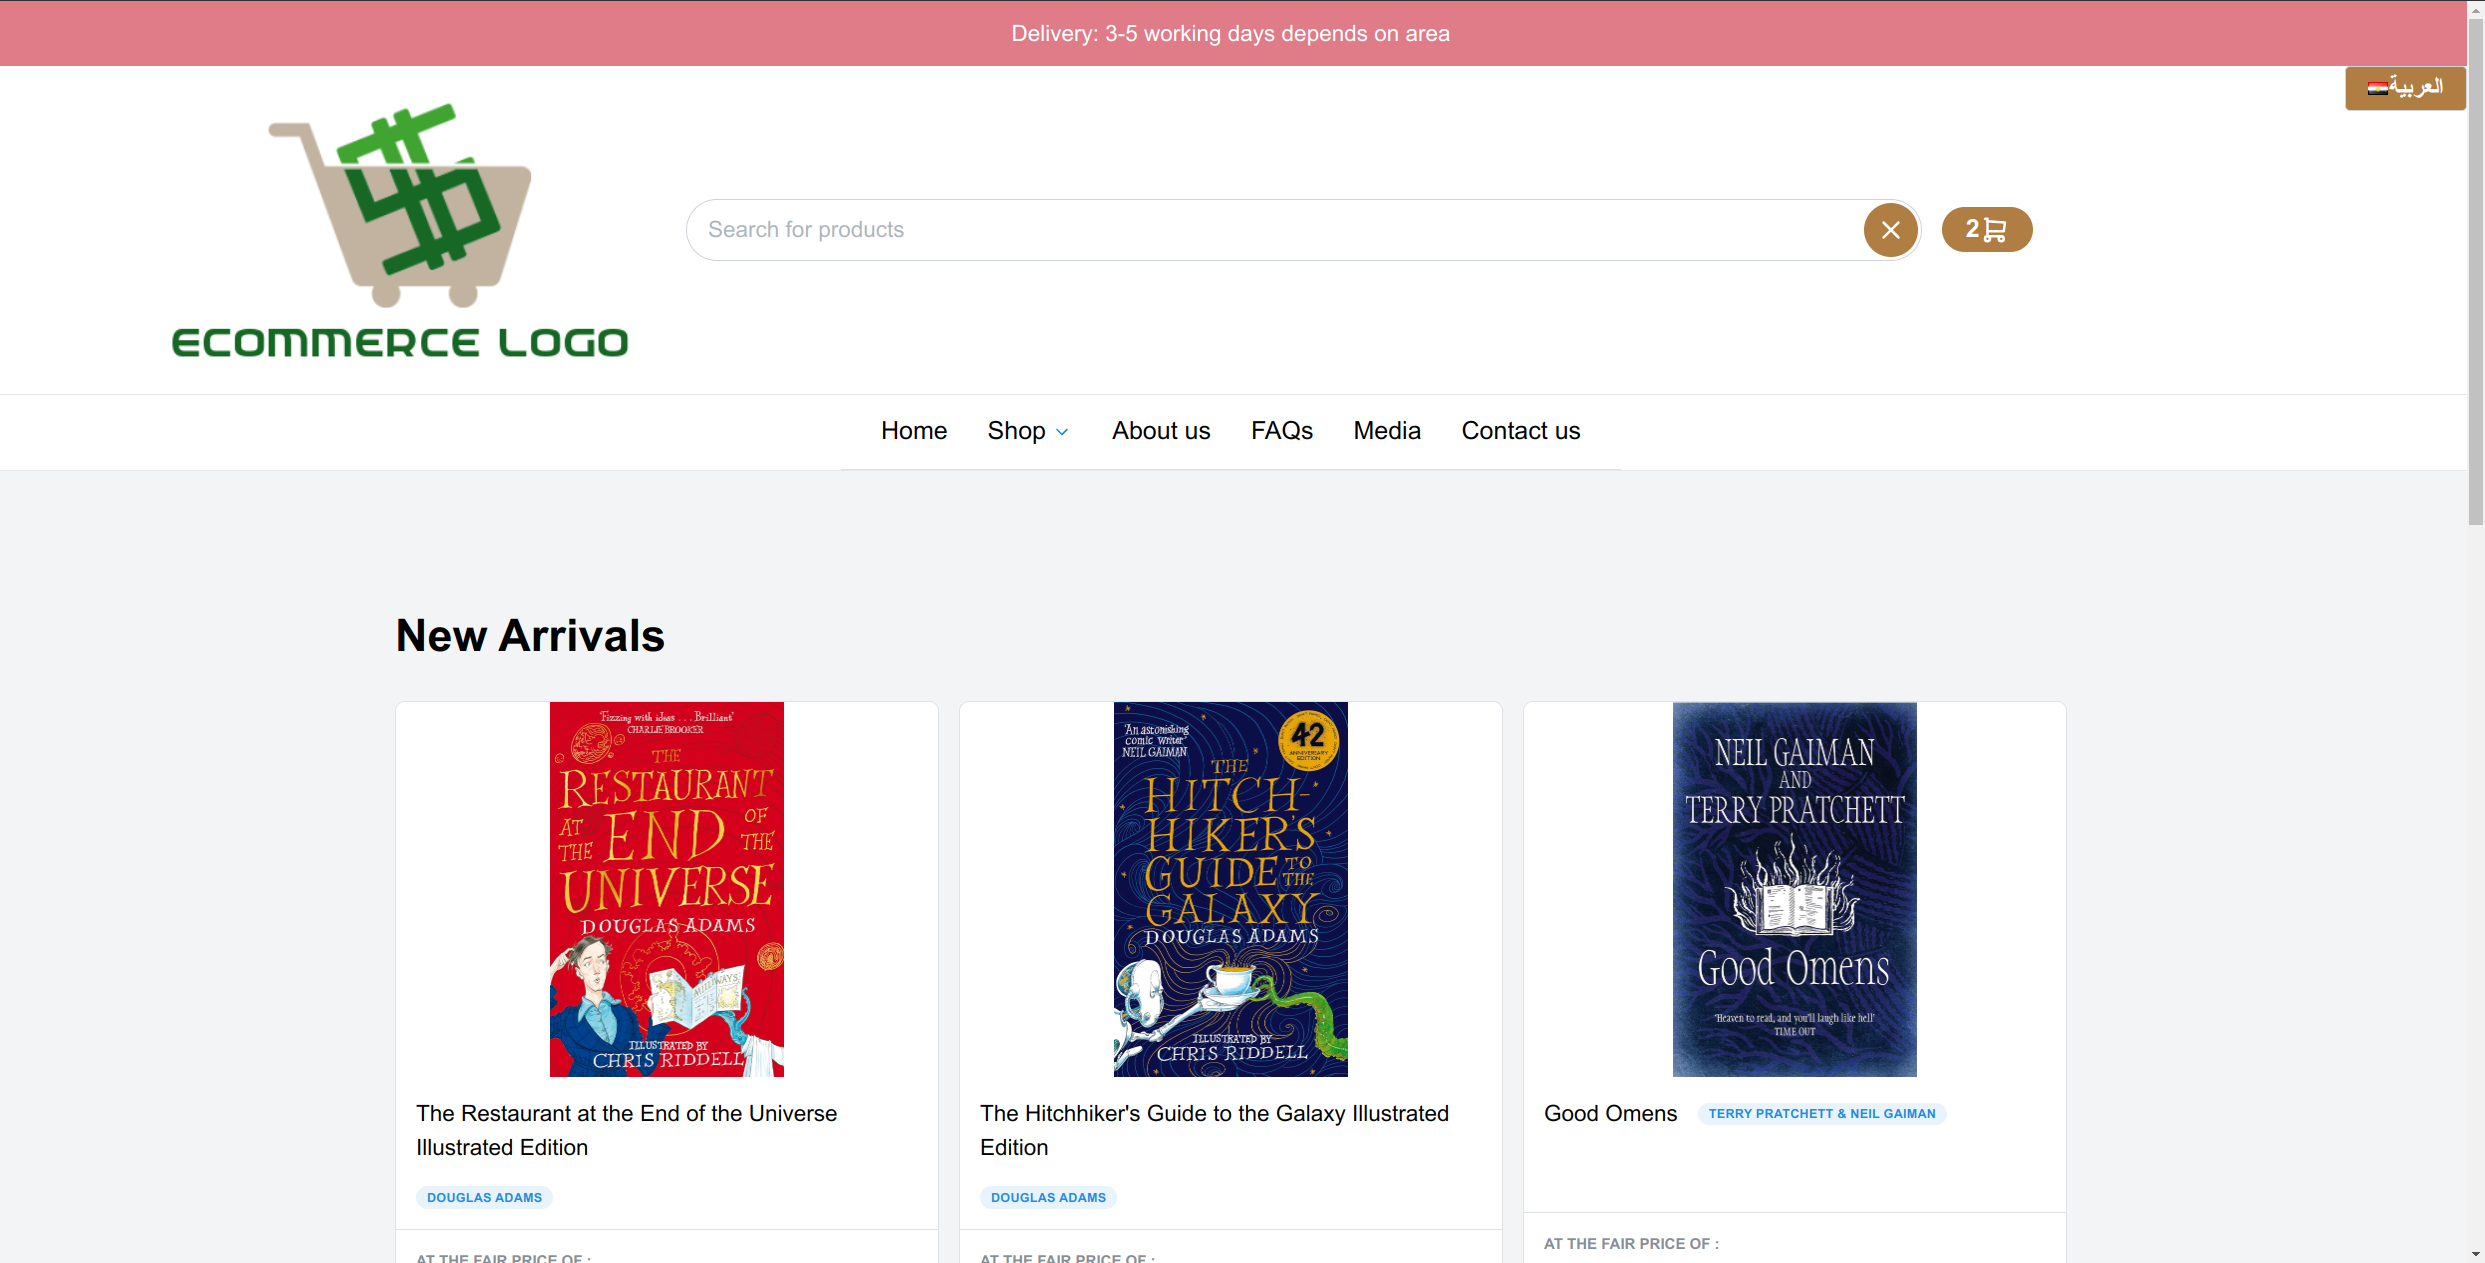 Delivery: 3-5 working days depends on area
العربية
ECOMMERCE LOGO
Search for products
2
Home Shop About us FAQs Media Contact us
New Arrivals
'Fizzing with ideas . . . Brilliant'
CHARLIE BROOKER
THE
RESTAURANT
AT THE END OF THE
UNIVERSE
DOUGLAS ADAMS
ILLUSTRATED BY
CHRIS RIDDELL
'An astonishing
comic writer'
NEIL GAIMAN
42
ANNIVERSARY
EDITION
THE
HITCH-
HIKER'S
GUIDE TO THE
GALAXY
DOUGLAS ADAMS
ILLUSTRATED BY
CHRIS RIDDELL
NEIL GAIMAN
AND
TERRY PRATCHETT
Good Omens
'Heaven to read, and you'll laugh like hell'
TIME OUT
The Restaurant at the End of the Universe
Illustrated Edition
DOUGLAS ADAMS
AT THE FAIR PRICE OF :
The Hitchhiker's Guide to the Galaxy Illustrated
Edition
DOUGLAS ADAMS
AT THE FAIR PRICE OF :
Good Omens TERRY PRATCHETT & NEIL GAIMAN
AT THE FAIR PRICE OF :